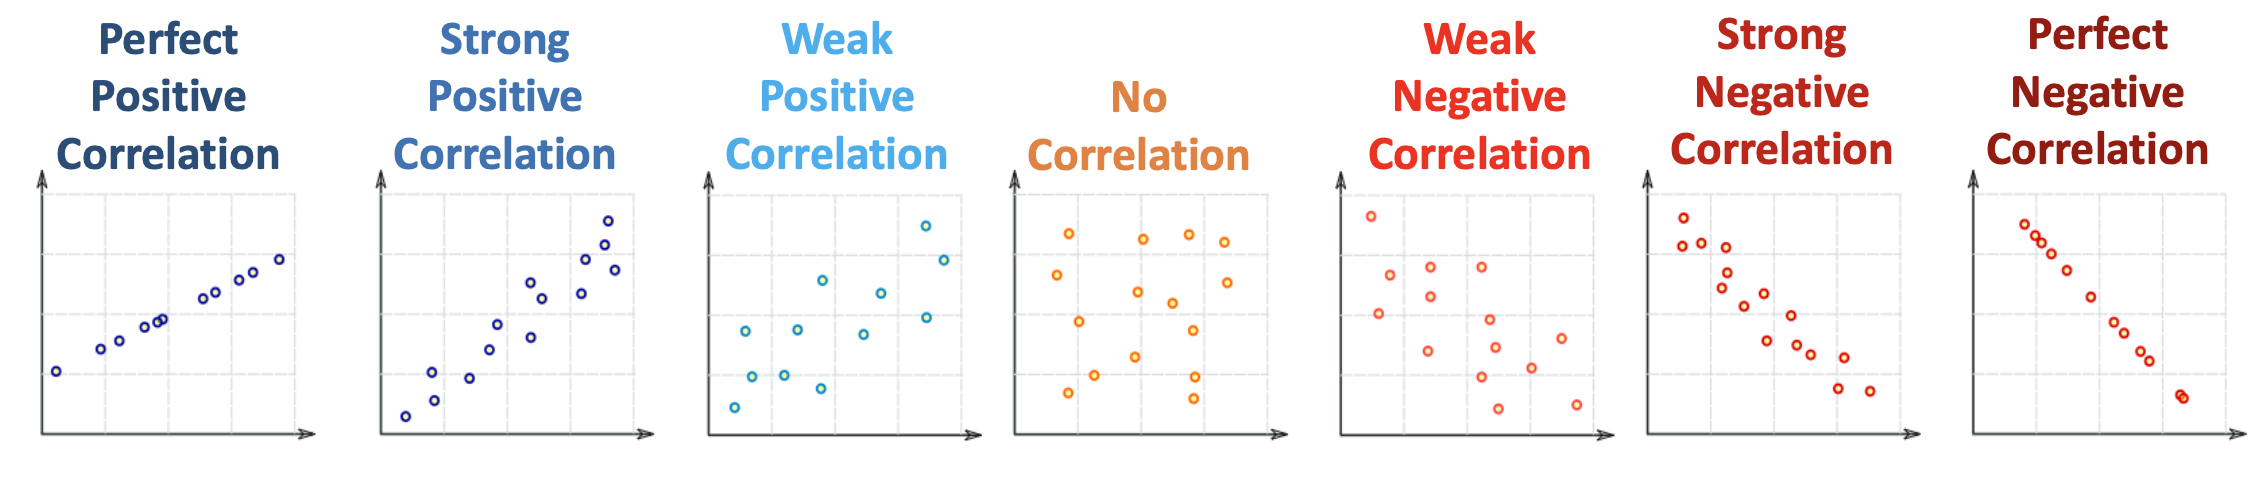 Perfect
Positive
Correlation
Strong
Positive
Correlation
Weak
Positive
Correlation
No
Correlation
Weak
Negative
Correlation
Strong
Negative
Correlation
Perfect
Negative
Correlation